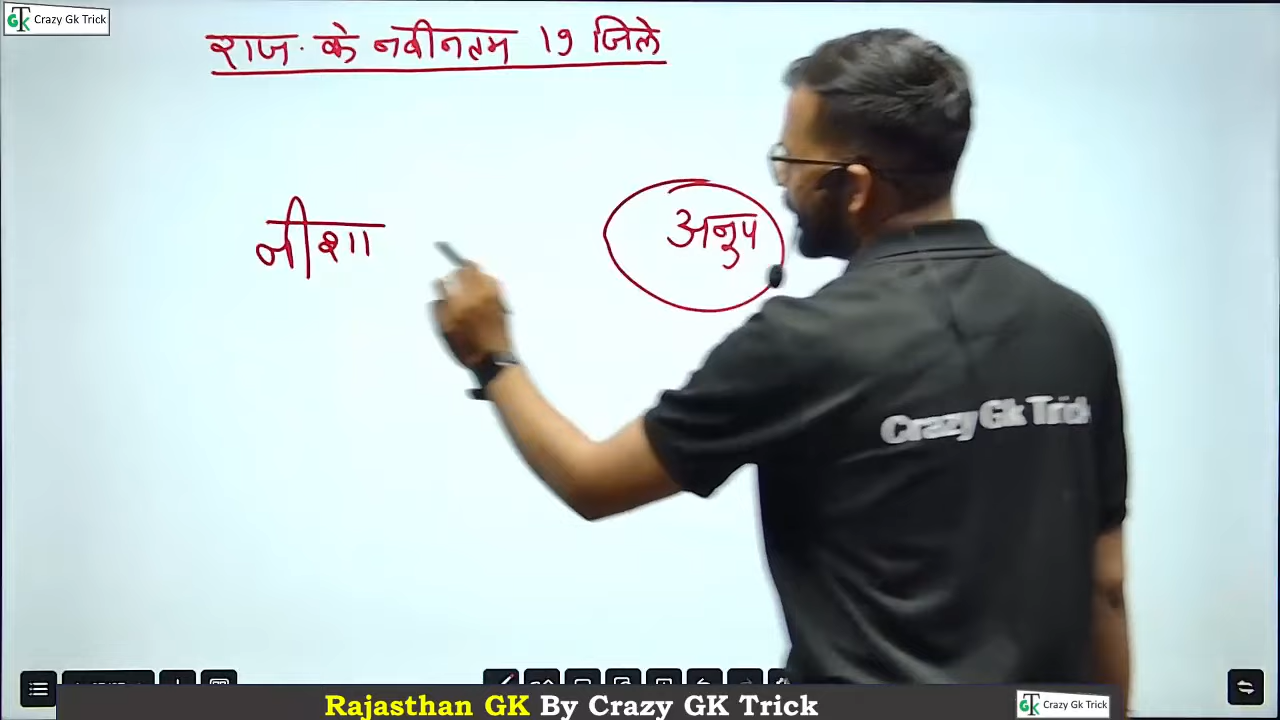 Crazy Gk Trick
राज. के नवीनतम 19 जिले
नीशा
अनुप
Crazy Gk Trick
Rajasthan GK By Crazy GK Trick
Crazy GK Trick